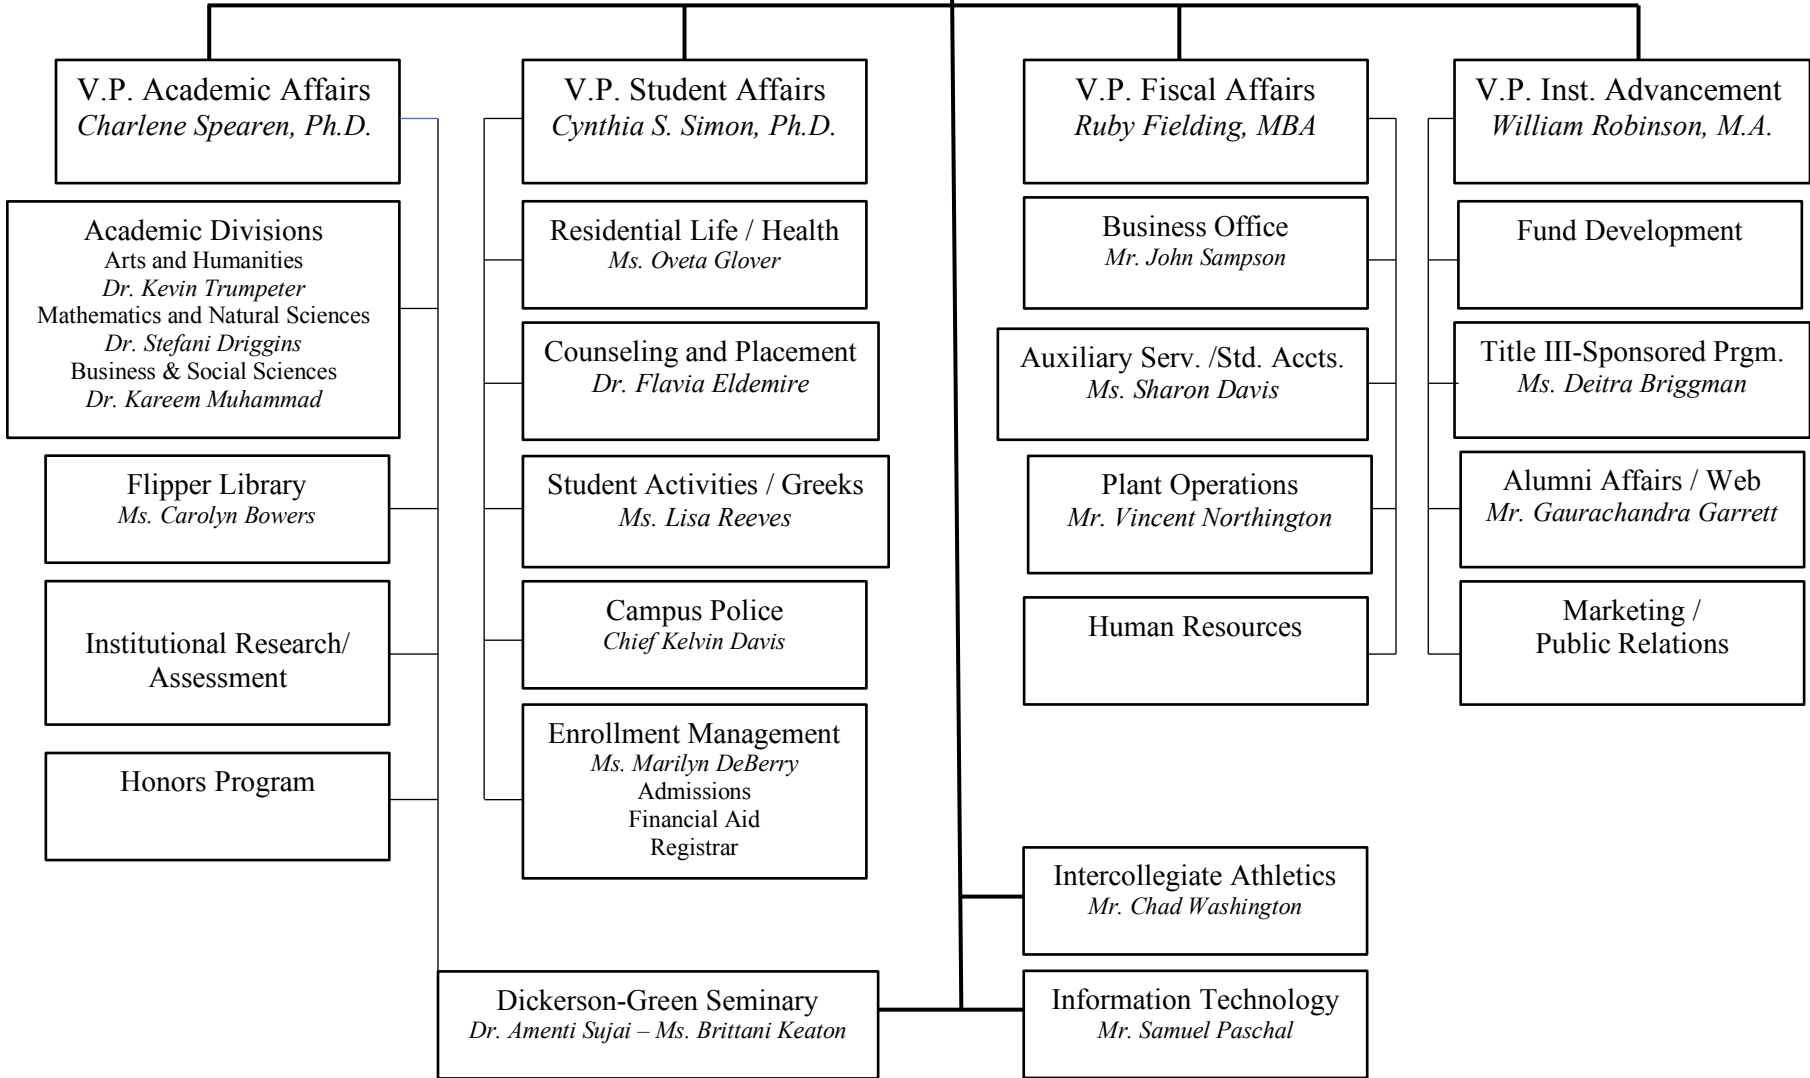 V.P. Academic Affairs
Charlene Spearen, Ph.D.
Academic Divisions
Arts and Humanities
Dr. Kevin Trumpeter
Mathematics and Natural Sciences
Dr. Stefani Driggins
Business & Social Sciences
Dr. Kareem Muhammad
Flipper Library
Ms. Carolyn Bowers
Institutional Research/
Assessment
Honors Program
V.P. Student Affairs
Cynthia S. Simon, Ph.D.
Residential Life / Health
Ms. Oveta Glover
Counseling and Placement
Dr. Flavia Eldemire
Student Activities / Greeks
Ms. Lisa Reeves
Campus Police
Chief Kelvin Davis
Enrollment Management
Ms. Marilyn DeBerry
Admissions
Financial Aid
Registrar
V.P. Fiscal Affairs
Ruby Fielding, MBA
Business Office
Mr. John Sampson
Auxiliary Serv. /Std. Accts.
Ms. Sharon Davis
Plant Operations
Mr. Vincent Northington
Human Resources
V.P. Inst. Advancement
William Robinson, M.A.
Fund Development
Title III-Sponsored Prgm.
Ms. Deitra Briggman
Alumni Affairs / Web
Mr. Gaurachandra Garrett
Marketing /
Public Relations
Intercollegiate Athletics
Mr. Chad Washington
Dickerson-Green Seminary
Dr. Amenti Sujai – Ms. Brittani Keaton
Information Technology
Mr. Samuel Paschal